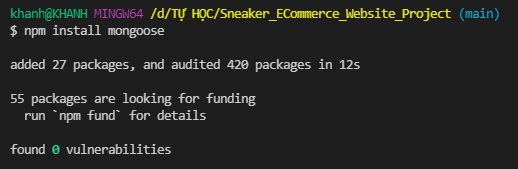 khanh@KHANH MINGW64 /d/TỰ HỌC/Sneaker_ECommerce_Website_Project (main)
$ npm install mongoose
added 27 packages, and audited 420 packages in 12s
55 packages are looking for funding
run `npm fund` for details
found 0 vulnerabilities